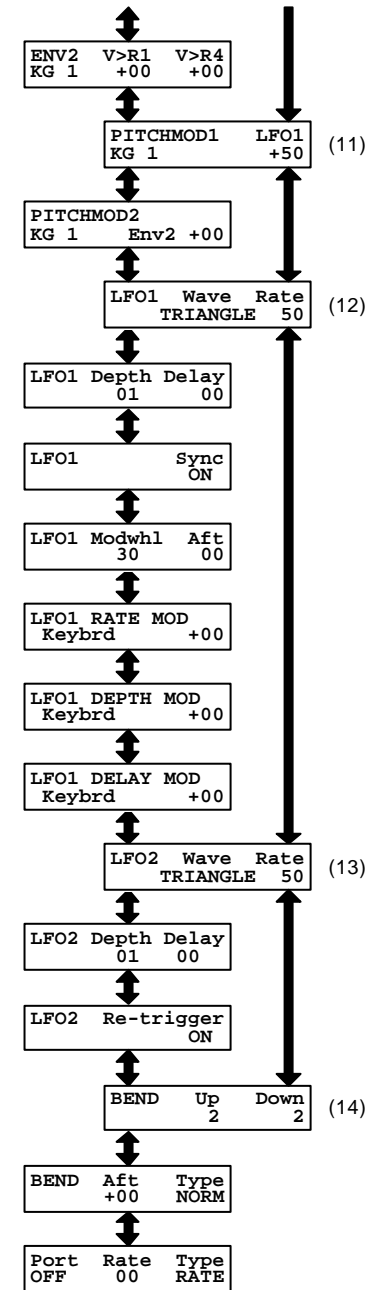 ENV2 V>R1 V>R4
KG 1 +00 +00
PITCHMOD1 LFO1
KG 1 +50
(11)
PITCHMOD2
KG 1 Env2 +00
LFO1 Wave Rate
TRIANGLE 50
(12)
LFO1 Depth Delay
01 00
LFO1 Sync
ON
LFO1 Modwhl Aft
30 00
LFO1 RATE MOD
Keybrd +00
LFO1 DEPTH MOD
Keybrd +00
LFO1 DELAY MOD
Keybrd +00
LFO2 Wave Rate
TRIANGLE 50
(13)
LFO2 Depth Delay
01 00
LFO2 Re-trigger
ON
BEND Up Down
2 2
(14)
BEND Aft Type
+00 NORM
Port Rate Type
OFF 00 RATE